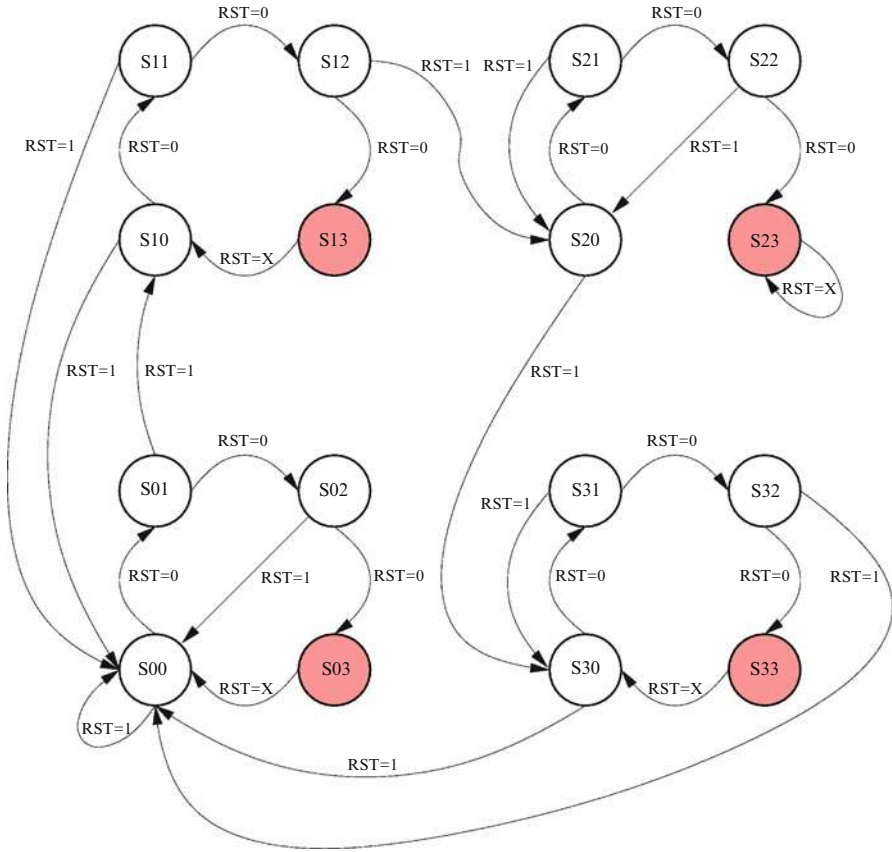 RST=0
RST=0
S11
S12
S21
S22
RST=1
RST=1
RST=1
RST=0
RST=0
RST=0
RST=1
RST=0
S10
S13
S20
S23
RST=X
RST=X
RST=1
RST=1
RST=1
RST=0
RST=0
S01
S02
S31
S32
RST=1
RST=0
RST=1
RST=0
RST=0
RST=0
RST=1
S00
S03
S30
S33
RST=X
RST=X
RST=1
RST=1